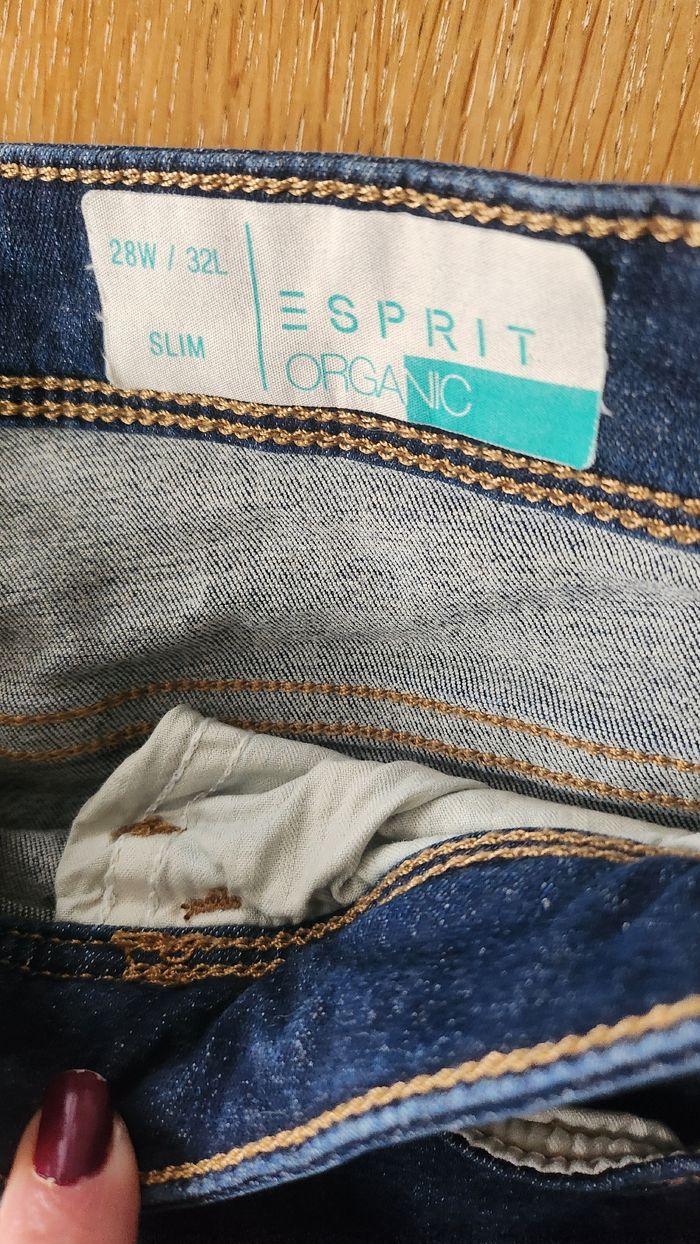 28W / 32L
SLIM
ESPRIT
ORGANIC